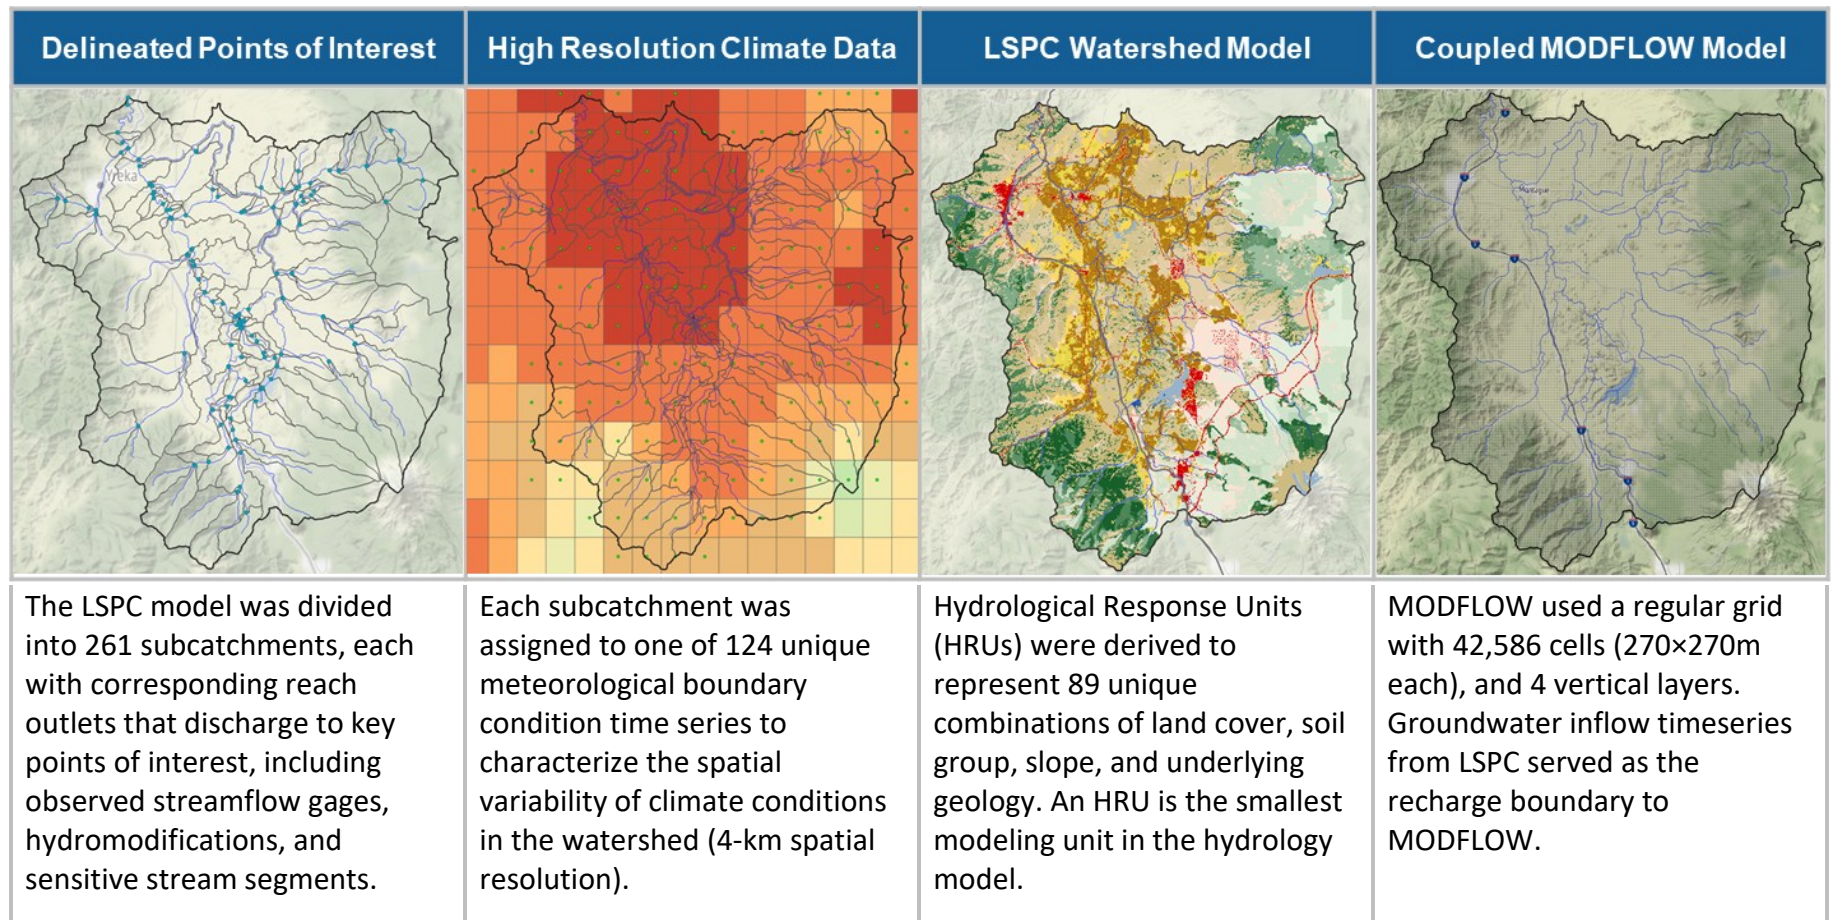 Delineated Points of Interest
High Resolution Climate Data
LSPC Watershed Model
Coupled MODFLOW Model
Yreka
Montague
The LSPC model was divided
into 261 subcatchments, each
with corresponding reach
outlets that discharge to key
points of interest, including
observed streamflow gages,
hydromodifications, and
sensitive stream segments.
Each subcatchment was
assigned to one of 124 unique
meteorological boundary
condition time series to
characterize the spatial
variability of climate conditions
in the watershed (4-km spatial
resolution).
Hydrological Response Units
(HRUs) were derived to
represent 89 unique
combinations of land cover, soil
group, slope, and underlying
geology. An HRU is the smallest
modeling unit in the hydrology
model.
MODFLOW used a regular grid
with 42,586 cells (270×270m
each), and 4 vertical layers.
Groundwater inflow timeseries
from LSPC served as the
recharge boundary to
MODFLOW.